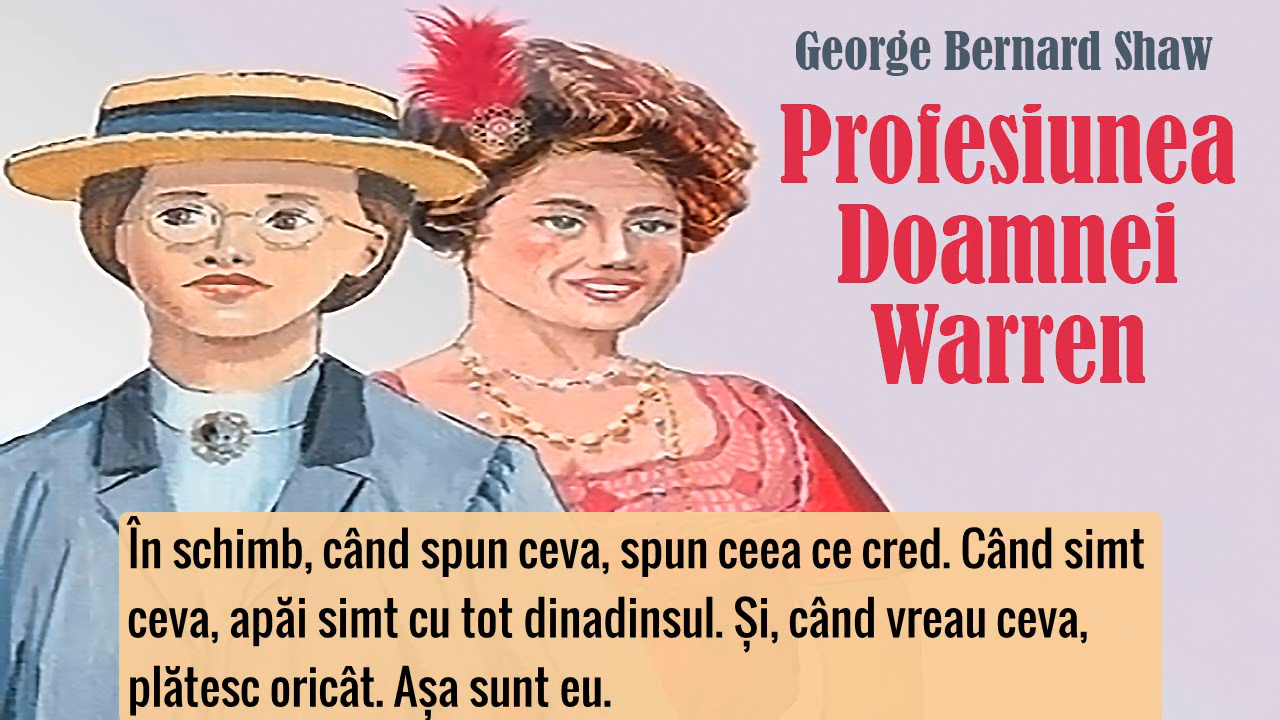 George Bernard Shaw
Profesiunea
Doamnei
Warren
În schimb, când spun ceva, spun ceea ce cred. Când simt
ceva, apăi simt cu tot dinadinsul. Și, când vreau ceva,
plătesc oricât. Așa sunt eu.